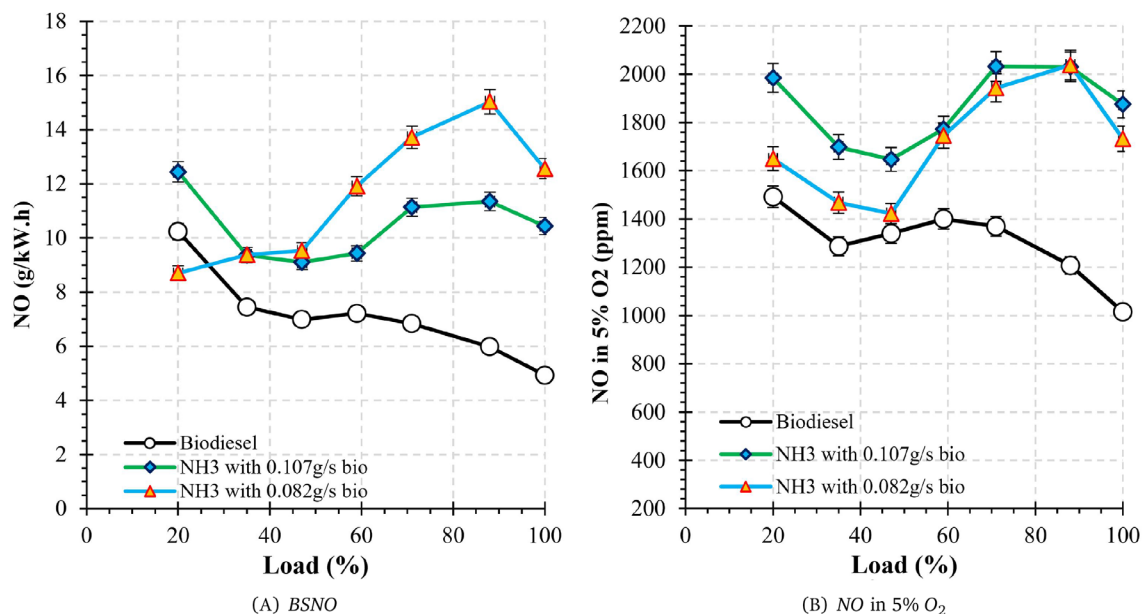 18
16
14
12
10
8
6
4
2
0
NO (g/kW.h)
Biodiesel
NH3 with 0.107g/s bio
NH3 with 0.082g/s bio
0 20 40 60 80 100
Load (%)
(A) BSNO
2200
2000
1800
1600
1400
1200
1000
800
600
400
200
NO in 5% O2 (ppm)
Biodiesel
NH3 with 0.107g/s bio
NH3 with 0.082g/s bio
0 20 40 60 80 100
Load (%)
(B) NO in 5% O₂